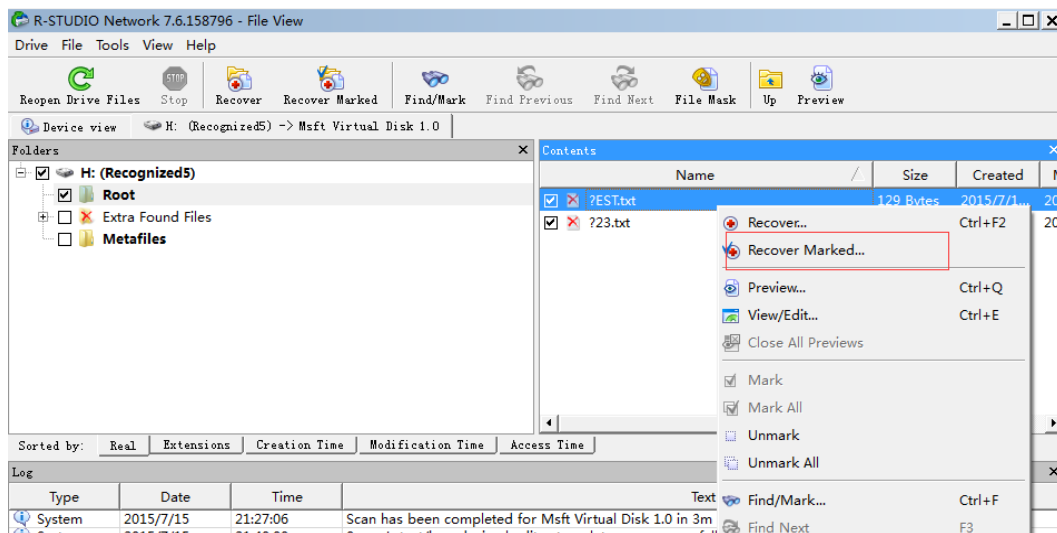 R-STUDIO Network 7.6.158796 - File View
Drive File Tools View Help
Reopen Drive Files Stop Recover Recover Marked Find/Mark Find Previous Find Next File Mask Up Preview
Device view H: (Recognized5) -> Msft Virtual Disk 1.0
Folders
H: (Recognized5)
Root
Extra Found Files
Metafiles
Contents
Name Size Created
?EST.txt 129 Bytes 2015/7/1...
?23.txt
Recover... Ctrl+F2
Recover Marked...
Preview... Ctrl+Q
View/Edit... Ctrl+E
Close All Previews
Mark
Mark All
Unmark
Unmark All
Find/Mark... Ctrl+F
Find Next F3
Sorted by: Real Extensions Creation Time Modification Time Access Time
Log
Type Date Time Text
System 2015/7/15 21:27:06 Scan has been completed for Msft Virtual Disk 1.0 in 3m